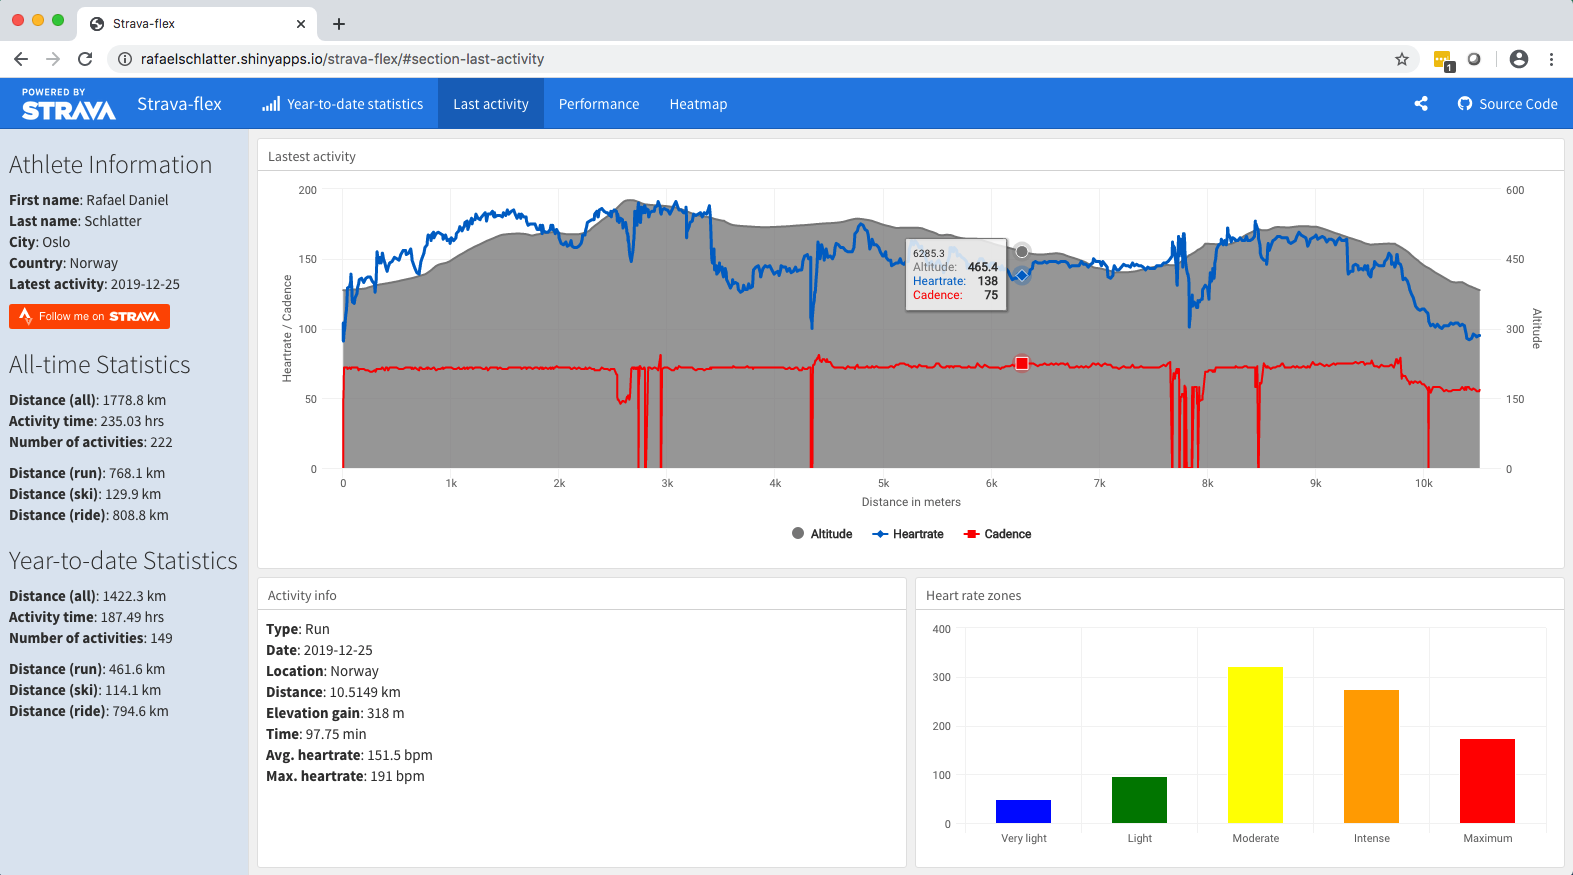 Strava-flex
rafaelschlatter.shinyapps.io/strava-flex/#section-last-activity
1
POWERED BY
STRAVA
Strava-flex
Year-to-date statistics
Last activity
Performance
Heatmap
Source Code
Athlete Information
First name: Rafael Daniel
Last name: Schlatter
City: Oslo
Country: Norway
Latest activity: 2019-12-25
Follow me on STRAVA
All-time Statistics
Distance (all): 1778.8 km
Activity time: 235.03 hrs
Number of activities: 222
Distance (run): 768.1 km
Distance (ski): 129.9 km
Distance (ride): 808.8 km
Year-to-date Statistics
Distance (all): 1422.3 km
Activity time: 187.49 hrs
Number of activities: 149
Distance (run): 461.6 km
Distance (ski): 114.1 km
Distance (ride): 794.6 km
Lastest activity
Heartrate / Cadence
200
150
100
50
0
600
450
300
150
0
Altitude
6285.3
Altitude: 465.4
Heartrate: 138
Cadence: 75
0 1k 2k 3k 4k 5k 6k 7k 8k 9k 10k
Distance in meters
Altitude Heartrate Cadence
Activity info
Type: Run
Date: 2019-12-25
Location: Norway
Distance: 10.5149 km
Elevation gain: 318 m
Time: 97.75 min
Avg. heartrate: 151.5 bpm
Max. heartrate: 191 bpm
Heart rate zones
400
300
200
100
0
Very light Light Moderate Intense Maximum